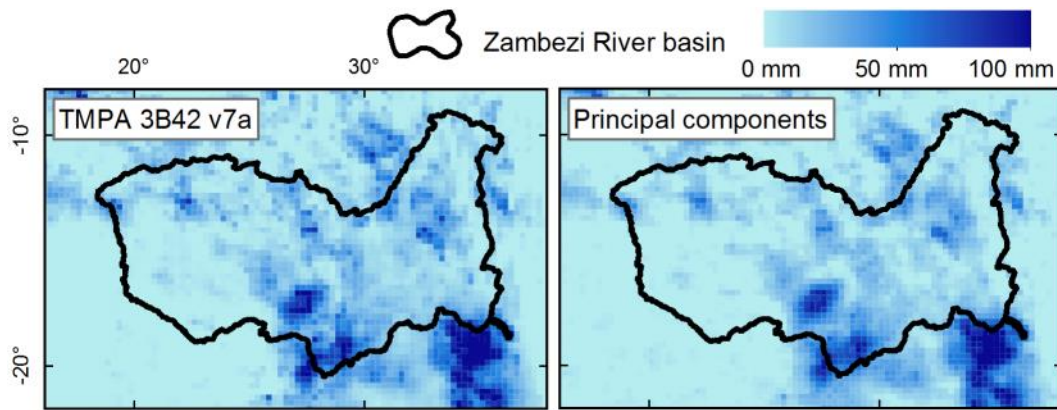 Zambezi River basin
0 mm 50 mm 100 mm
20° 30°
TMPA 3B42 v7a
Principal components
-10°
-20°